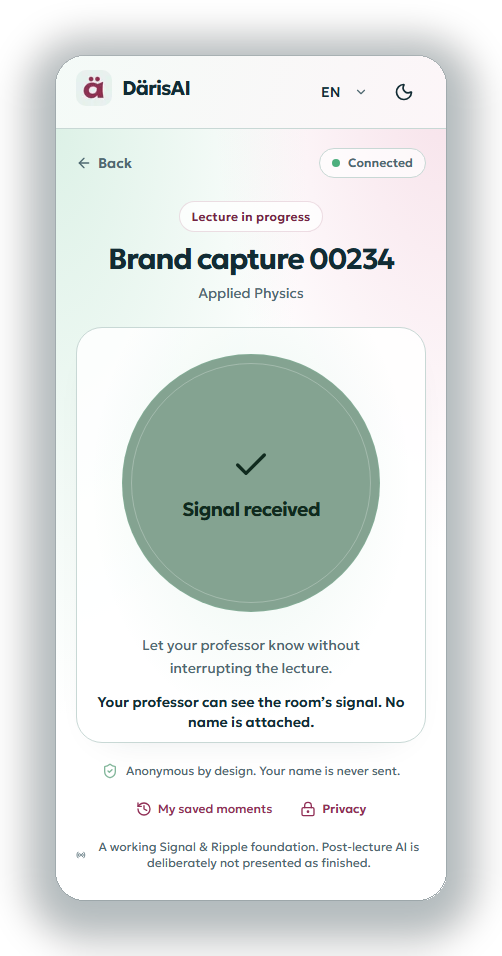 ä DärisAI
EN
Back
Connected
Lecture in progress
Brand capture 00234
Applied Physics
Signal received
Let your professor know without
interrupting the lecture.
Your professor can see the room’s signal. No
name is attached.
Anonymous by design. Your name is never sent.
My saved moments
Privacy
A working Signal & Ripple foundation. Post-lecture AI is
deliberately not presented as finished.